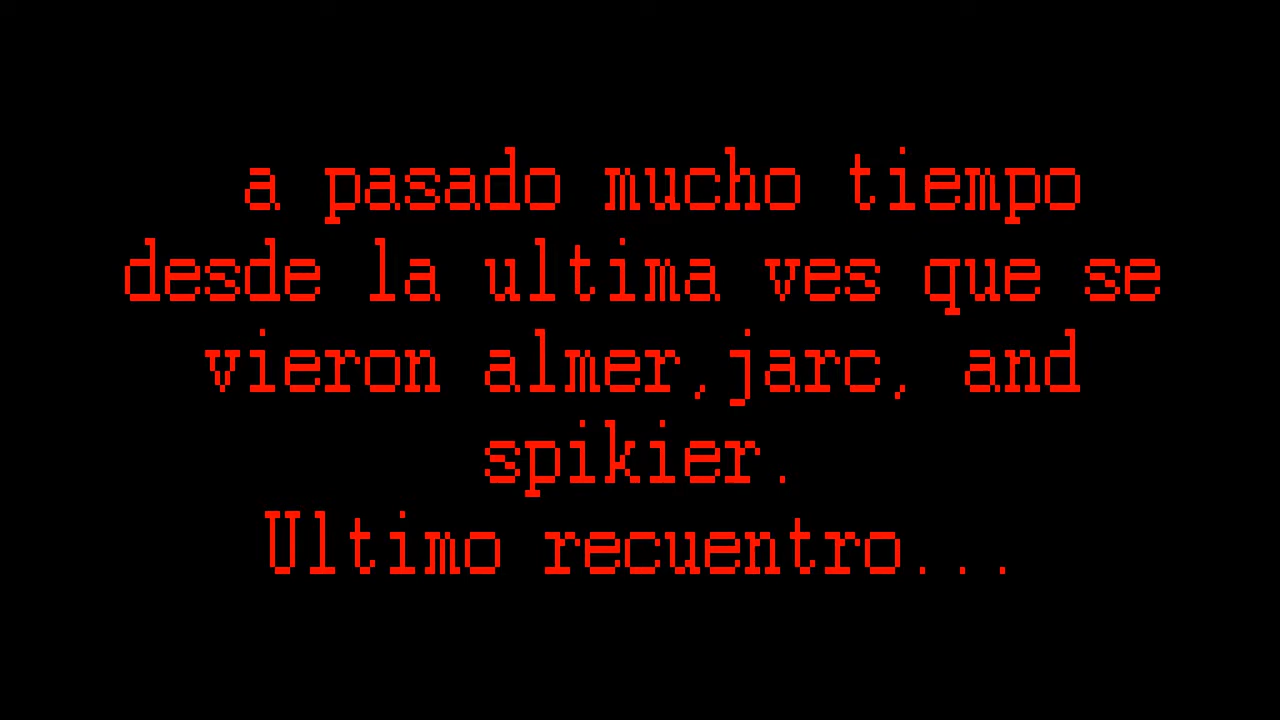 a pasado mucho tiempo
desde la ultima ves que se
vieron almer,jarc, and
spikier.
Ultimo recuentro...